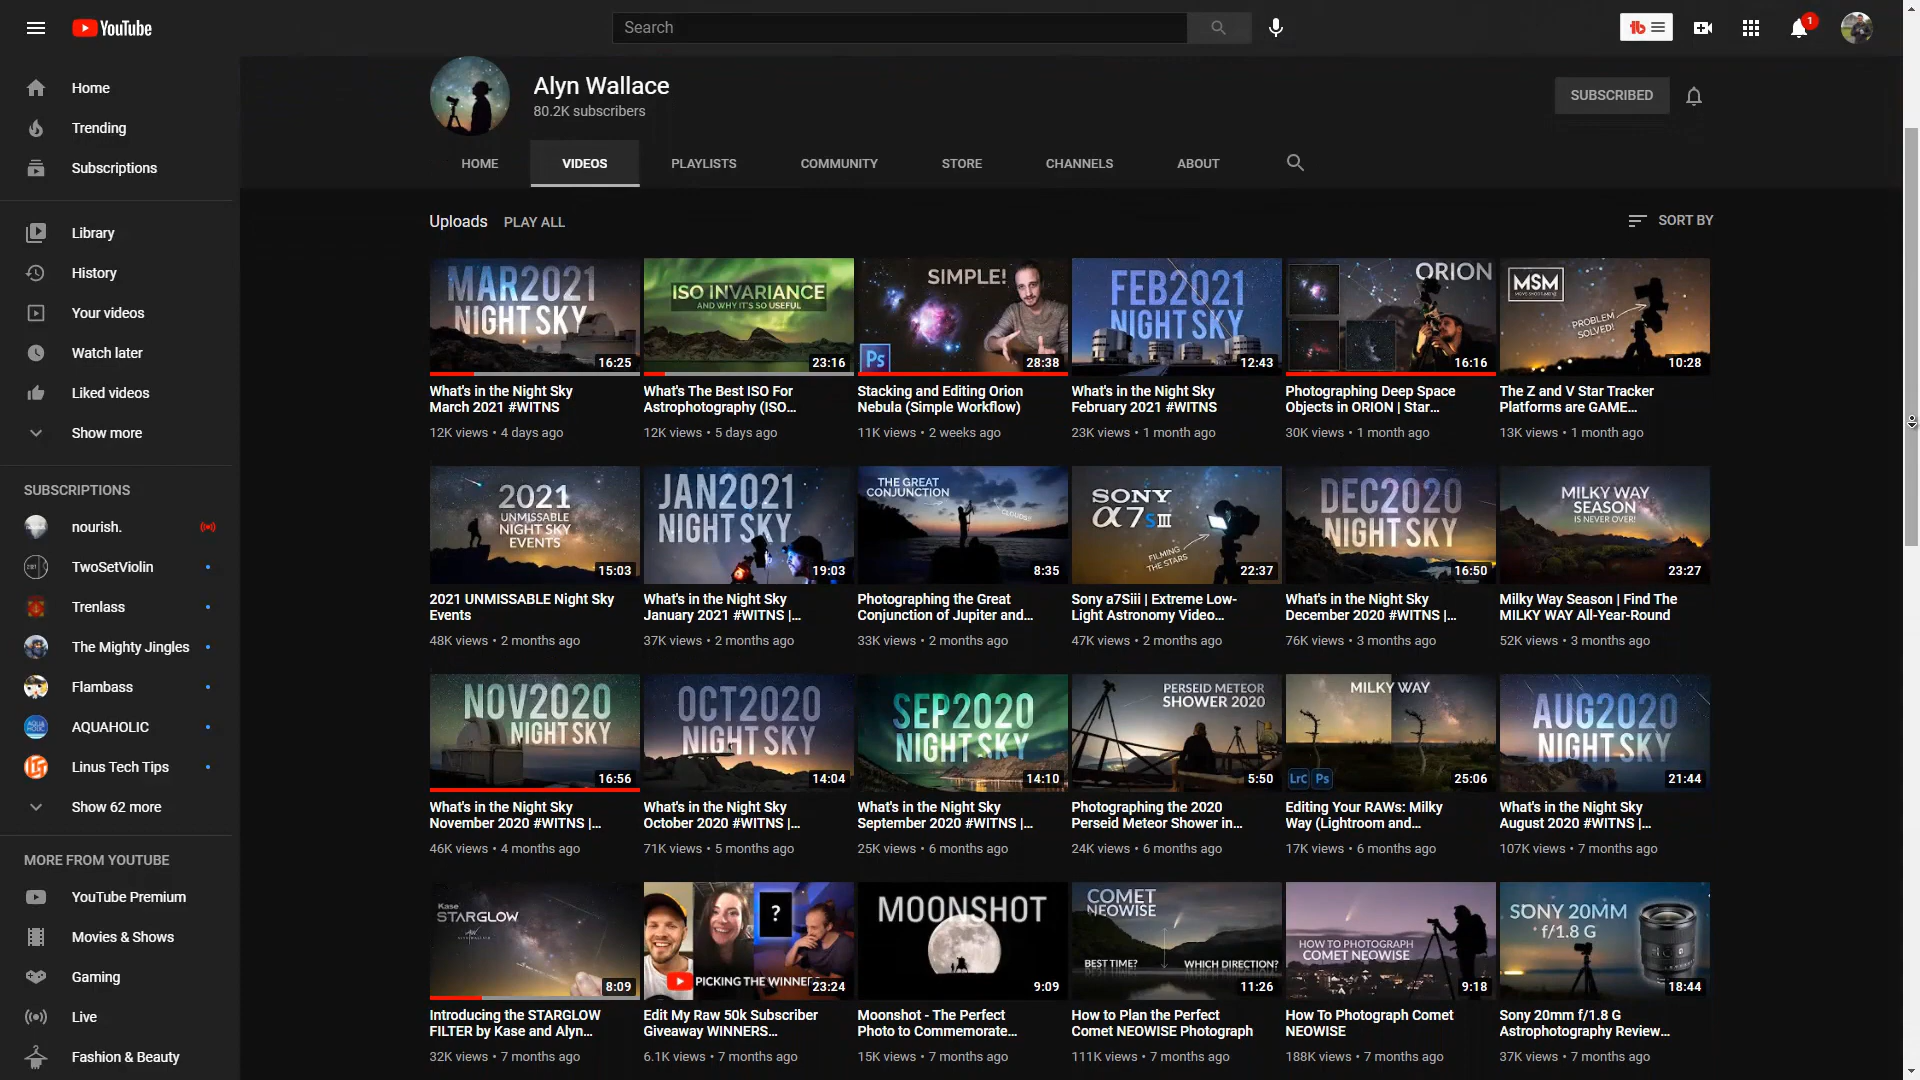 YouTube
Search
1
Home
Trending
Subscriptions
Library
History
Your videos
Watch later
Liked videos
Show more
SUBSCRIPTIONS
nourish.
TwoSetViolin
Trenlass
The Mighty Jingles
Flambass
AQUAHOLIC
Linus Tech Tips
Show 62 more
MORE FROM YOUTUBE
YouTube Premium
Movies & Shows
Gaming
Live
Fashion & Beauty
Alyn Wallace
80.2K subscribers
SUBSCRIBED
HOME
VIDEOS
PLAYLISTS
COMMUNITY
STORE
CHANNELS
ABOUT
Uploads
PLAY ALL
SORT BY
MAR2021
NIGHT SKY
16:25
What's in the Night Sky
March 2021 #WITNS
12K views • 4 days ago
ISO INVARIANCE
AND WHY IT'S SO USEFUL
23:16
What's The Best ISO For
Astrophotography (ISO...
12K views • 5 days ago
SIMPLE!
Ps
28:38
Stacking and Editing Orion
Nebula (Simple Workflow)
11K views • 2 weeks ago
FEB2021
NIGHT SKY
12:43
What's in the Night Sky
February 2021 #WITNS
23K views • 1 month ago
ORION
16:16
Photographing Deep Space
Objects in ORION | Star...
30K views • 1 month ago
MSM
PROBLEM
SOLVED!
10:28
The Z and V Star Tracker
Platforms are GAME...
13K views • 1 month ago
2021
UNMISSABLE
NIGHT SKY
EVENTS
15:03
2021 UNMISSABLE Night Sky
Events
48K views • 2 months ago
JAN2021
NIGHT SKY
19:03
What's in the Night Sky
January 2021 #WITNS |...
37K views • 2 months ago
THE GREAT
CONJUNCTION
CLOUDS!!
8:35
Photographing the Great
Conjunction of Jupiter and...
33K views • 2 months ago
SONY
α7SIII
FILMING
THE STARS
22:37
Sony a7Siii | Extreme Low-
Light Astronomy Video...
47K views • 2 months ago
DEC2020
NIGHT SKY
16:50
What's in the Night Sky
December 2020 #WITNS |...
76K views • 3 months ago
MILKY WAY
SEASON
IS NEVER OVER!
23:27
Milky Way Season | Find The
MILKY WAY All-Year-Round
52K views • 3 months ago
NOV2020
NIGHT SKY
16:56
What's in the Night Sky
November 2020 #WITNS |...
46K views • 4 months ago
OCT2020
NIGHT SKY
14:04
What's in the Night Sky
October 2020 #WITNS |...
71K views • 5 months ago
SEP2020
NIGHT SKY
14:10
What's in the Night Sky
September 2020 #WITNS |...
25K views • 6 months ago
PERSEID METEOR
SHOWER 2020
5:50
Photographing the 2020
Perseid Meteor Shower in...
24K views • 6 months ago
MILKY WAY
Lrc Ps
25:06
Editing Your RAWs: Milky
Way (Lightroom and...
17K views • 6 months ago
AUG2020
NIGHT SKY
21:44
What's in the Night Sky
August 2020 #WITNS |...
107K views • 7 months ago
Kase
STARGLOW
8:09
Introducing the STARGLOW
FILTER by Kase and Alyn...
32K views • 7 months ago
?
PICKING THE WINNER
23:24
Edit My Raw 50k Subscriber
Giveaway WINNERS...
6.1K views • 7 months ago
MOONSHOT
9:09
Moonshot - The Perfect
Photo to Commemorate...
15K views • 7 months ago
COMET
NEOWISE
BEST TIME?
WHICH DIRECTION?
11:26
How to Plan the Perfect
Comet NEOWISE Photograph
111K views • 7 months ago
HOW TO PHOTOGRAPH
COMET NEOWISE
9:18
How To Photograph Comet
NEOWISE
188K views • 7 months ago
SONY 20MM
f/1.8 G
18:44
Sony 20mm f/1.8 G
Astrophotography Review...
37K views • 7 months ago